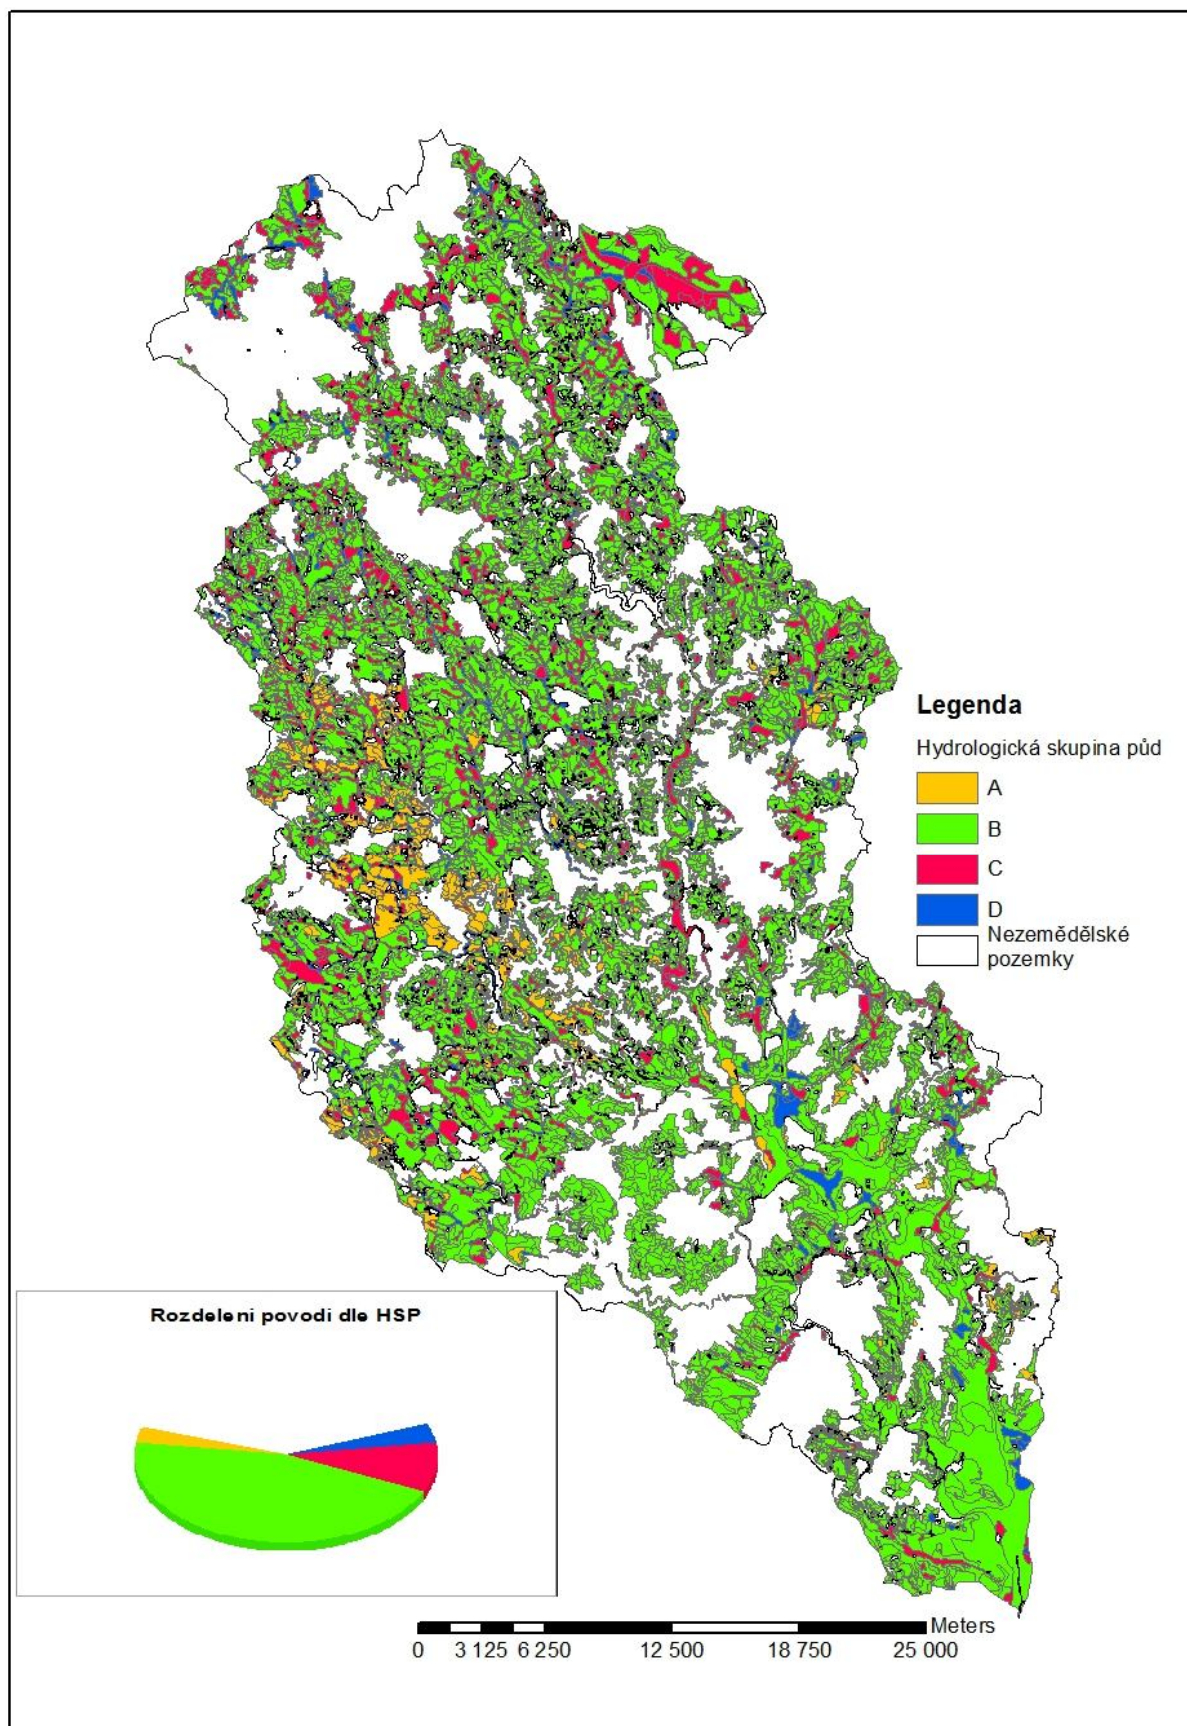 Legenda
Hydrologická skupina půd
A
B
C
D
Nezemědělské
pozemky
Rozdeleni povodi dle HSP
Meters
0 3 125 6 250 12 500 18 750 25 000